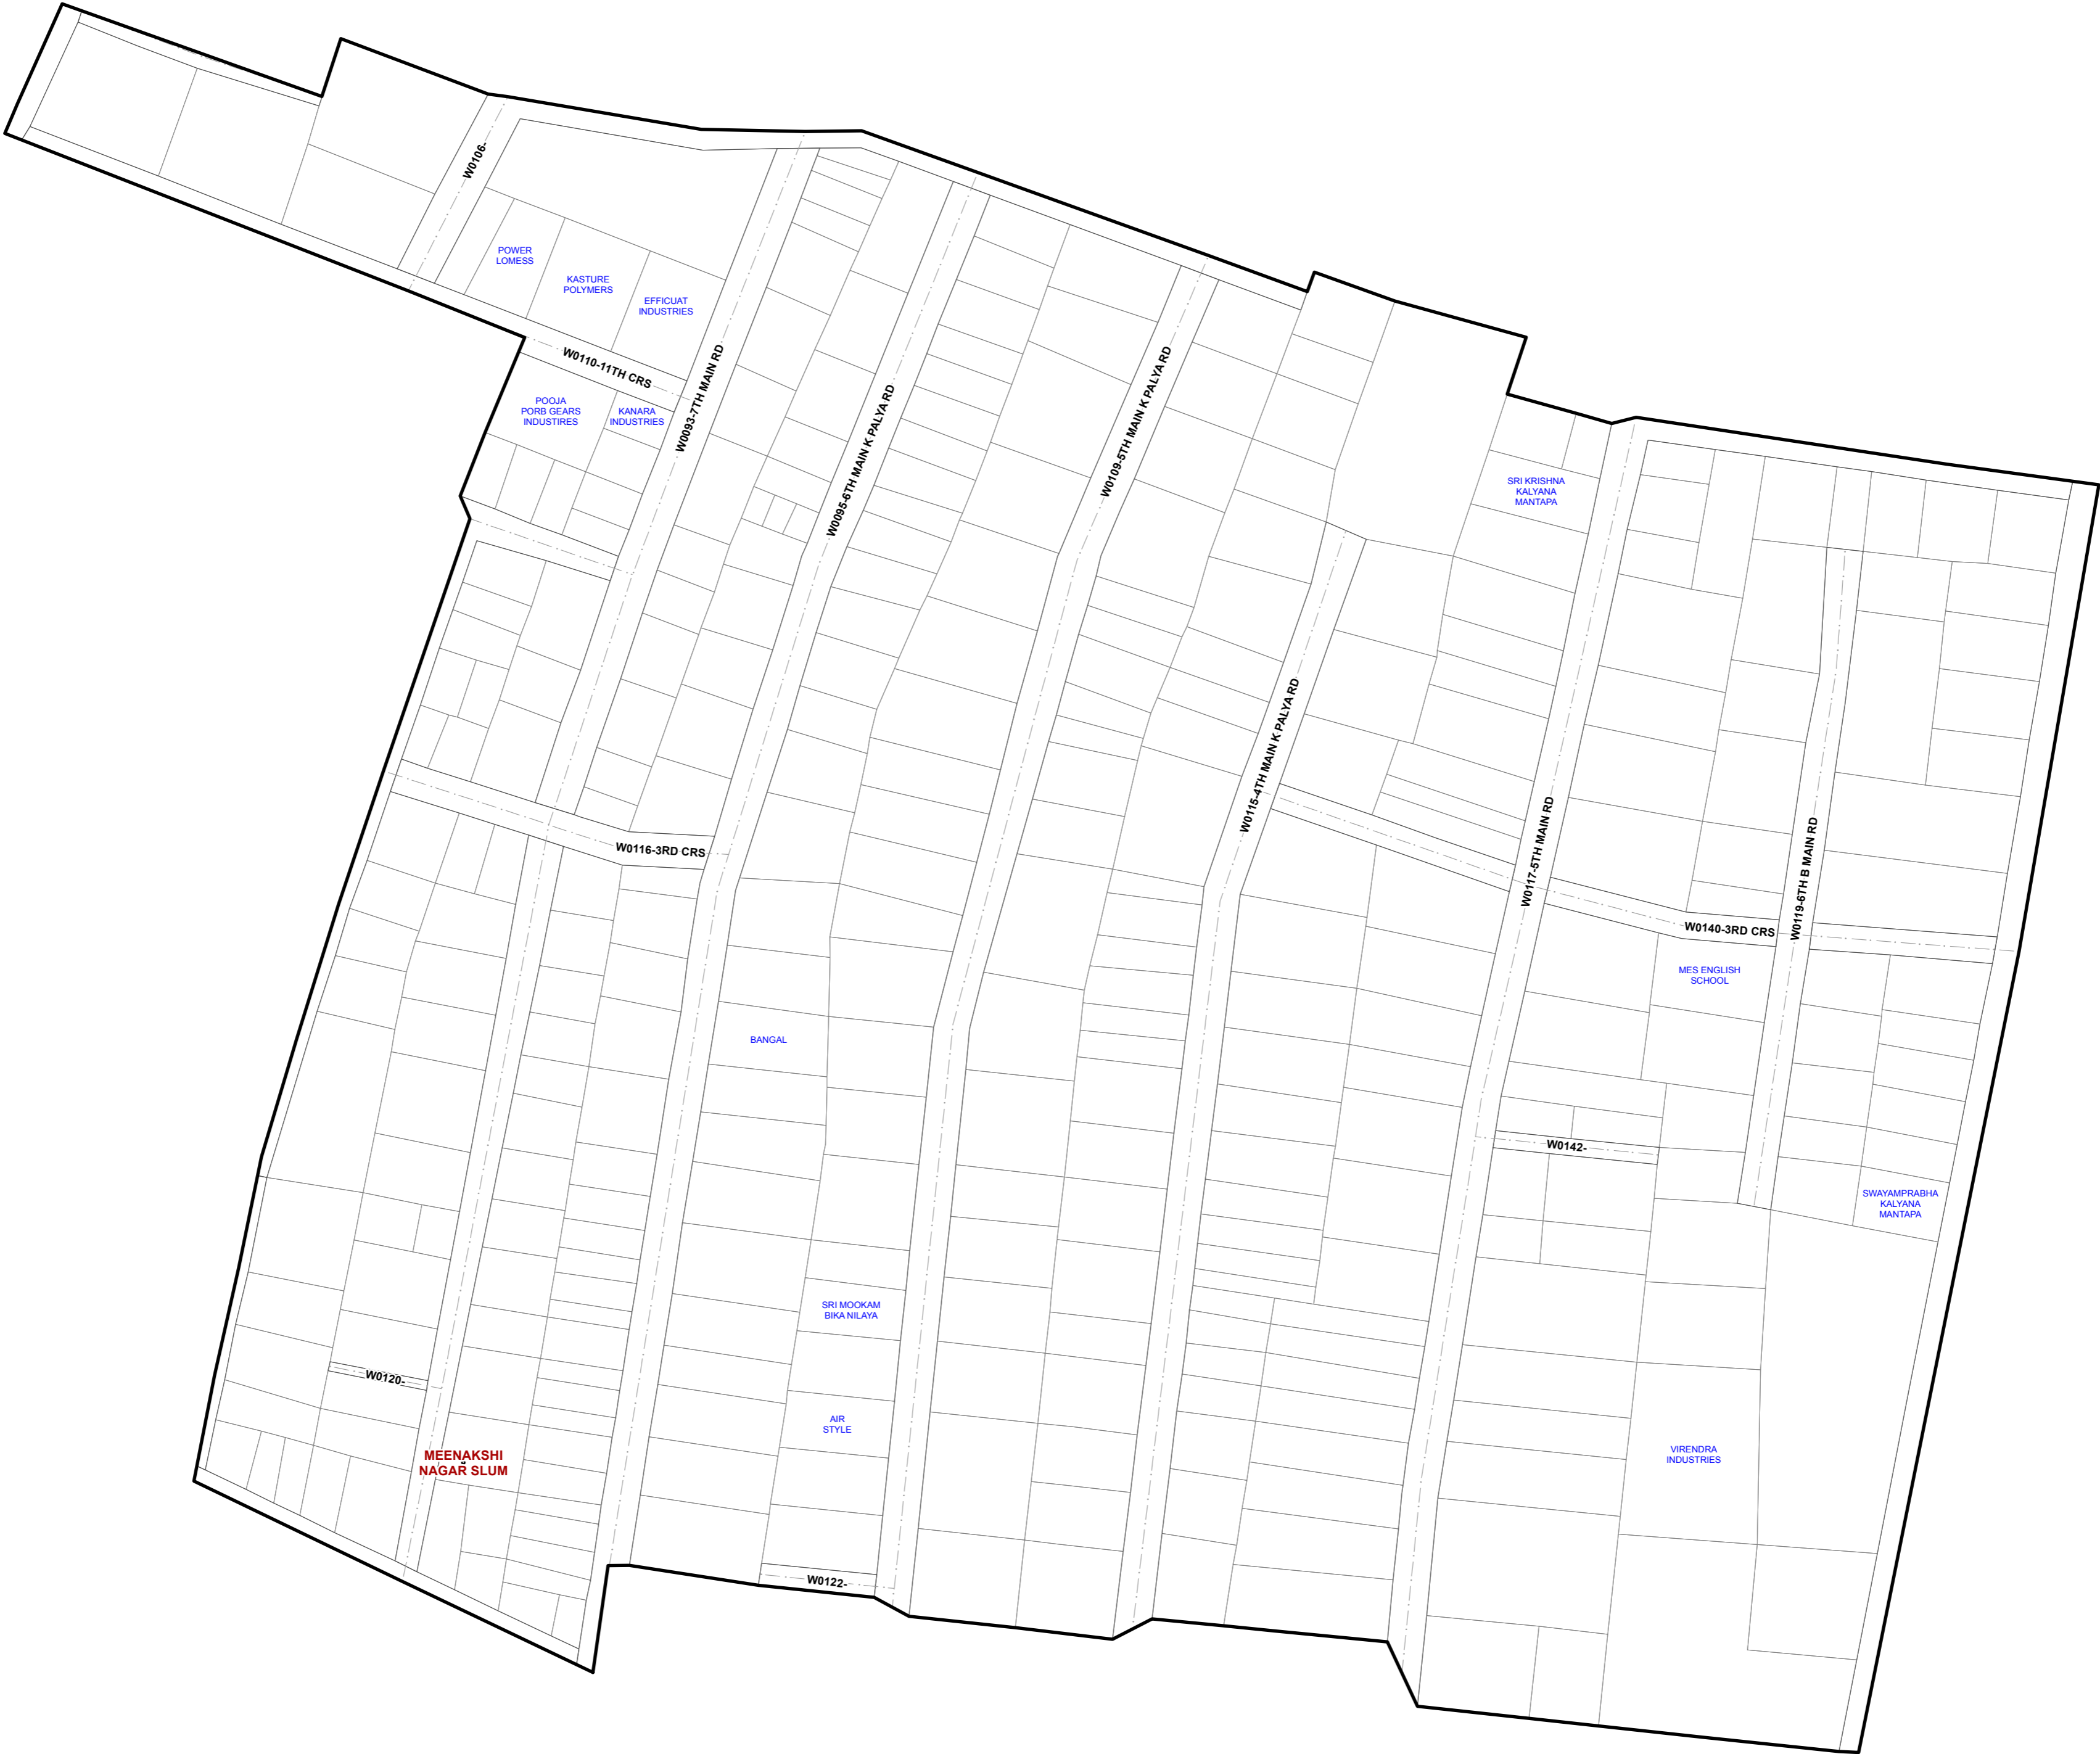 W0106-
POWER
LOMESS
KASTURE
POLYMERS
EFFICUAT
INDUSTRIES
W0110-11TH CRS
W0093-7TH MAIN RD
POOJA
PORB GEARS
INDUSTIRES
KANARA
INDUSTRIES
W0095-6TH MAIN K PALYA RD
W0109-5TH MAIN K PALYA RD
SRI KRISHNA
KALYANA
MANTAPA
W0115-4TH MAIN K PALYA RD
W0116-3RD CRS
W0117-5TH MAIN RD
W0119-6TH B MAIN RD
W0140-3RD CRS
MES ENGLISH
SCHOOL
BANGAL
W0142-
SWAYAMPRABHA
KALYANA
MANTAPA
SRI MOOKAM
BIKA NILAYA
W0120-
AIR
STYLE
MEENAKSHI
NAGAR SLUM
VIRENDRA
INDUSTRIES
W0122-